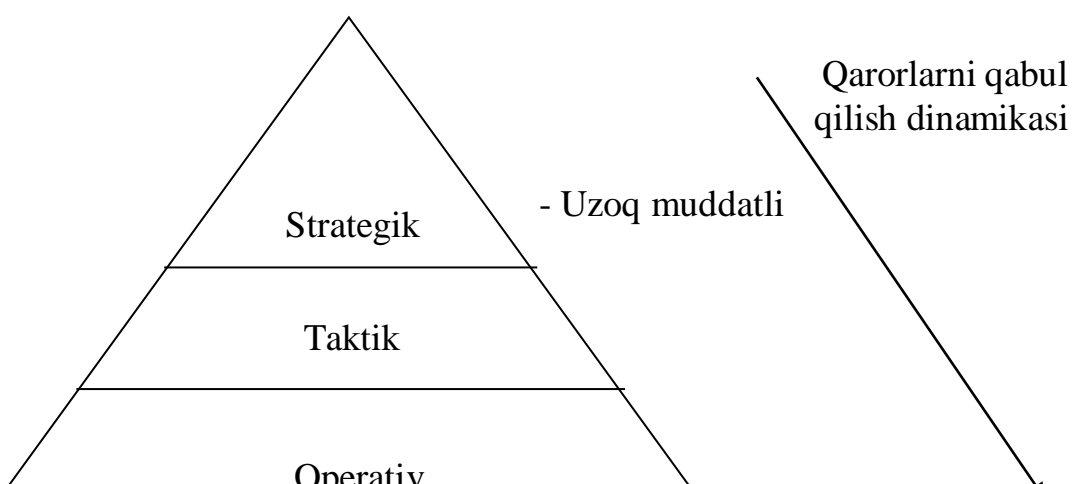 Qarorlarni qabul
qilish dinamikasi
- Uzoq muddatli
Strategik
Taktik
Operativ